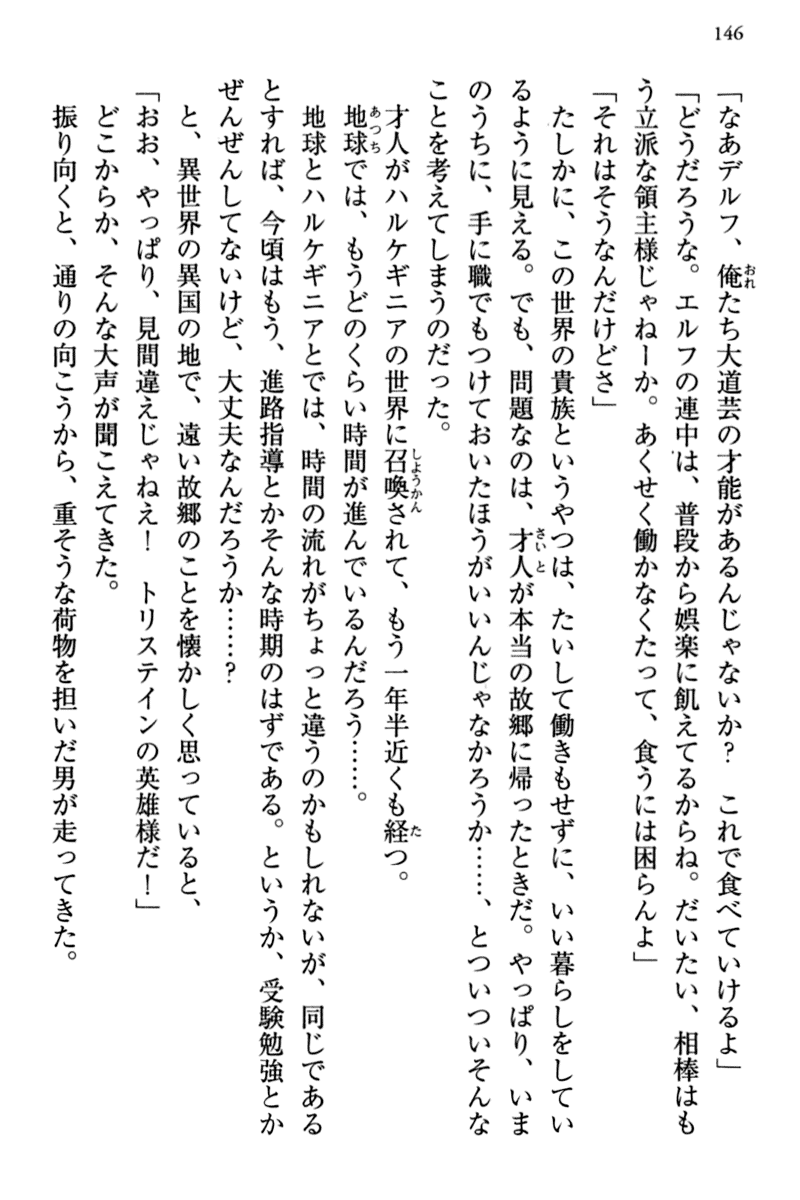 146
「なあデルフ、俺たち大道芸の才能があるんじゃないか?　これで食べていけるよ」
「どうだろうな。エルフの連中は、普段から娯楽に飢えてるからね。だいたい、相棒はも
う立派な領主様じゃねーか。あくせく働かなくたって、食うには困らんよ」
「それはそうなんだけどさ」
　たしかに、この世界の貴族というやつは、たいして働きもせずに、いい暮らしをしてい
るように見える。でも、問題なのは、才人が本当の故郷に帰ったときだ。やっぱり、いま
のうちに、手に職でもつけておいたほうがいいんじゃなかろうか……、とついついそんな
ことを考えてしまうのだった。
　才人がハルケギニアの世界に召喚されて、もう一年半近くも経つ。
　地球では、もうどのくらい時間が進んでいるんだろう……。
　地球とハルケギニアとでは、時間の流れがちょっと違うのかもしれないが、同じである
とすれば、今頃はもう、進路指導とかそんな時期のはずである。というか、受験勉強とか
ぜんぜんしてないけど、大丈夫なんだろうか……?
　と、異世界の異国の地で、遠い故郷のことを懐かしく思っていると、
「おお、やっぱり、見間違えじゃねえ!　トリステインの英雄様だ!」
　どこからか、そんな大声が聞こえてきた。
　振り向くと、通りの向こうから、重そうな荷物を担いだ男が走ってきた。